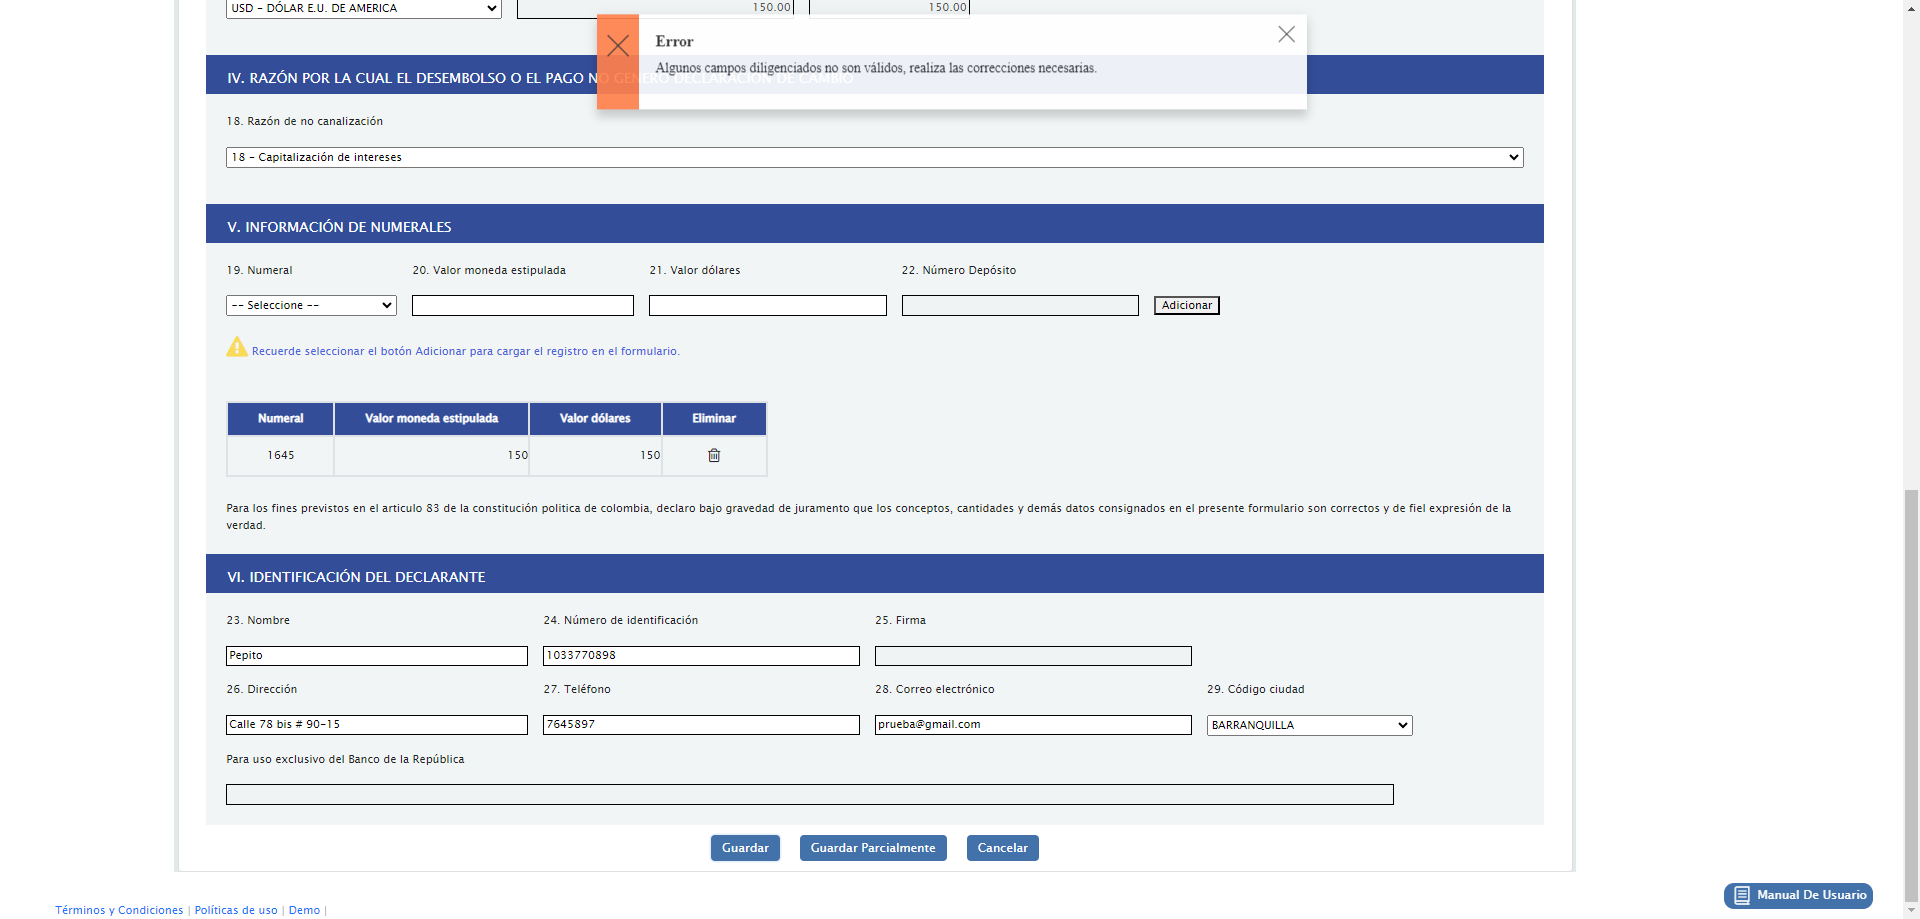 USD - DÓLAR E.U. DE AMERICA 150.00 150.00
Error
Algunos campos diligenciados no son válidos, realiza las correcciones necesarias.
IV. RAZÓN POR LA CUAL EL DESEMBOLSO O EL PAGO NO GENERÓ DECLARACIÓN DE CAMBIO
18. Razón de no canalización
18 - Capitalización de intereses
V. INFORMACIÓN DE NUMERALES
19. Numeral 20. Valor moneda estipulada 21. Valor dólares 22. Número Depósito
-- Seleccione -- Adicionar
Recuerde seleccionar el botón Adicionar para cargar el registro en el formulario.
Numeral Valor moneda estipulada Valor dólares Eliminar
1645 150 150
Para los fines previstos en el articulo 83 de la constitución politica de colombia, declaro bajo gravedad de juramento que los conceptos, cantidades y demás datos consignados en el presente formulario son correctos y de fiel expresión de la
verdad.
VI. IDENTIFICACIÓN DEL DECLARANTE
23. Nombre 24. Número de identificación 25. Firma
Pepito 1033770898
26. Dirección 27. Teléfono 28. Correo electrónico 29. Código ciudad
Calle 78 bis # 90-15 7645897 prueba@gmail.com BARRANQUILLA
Para uso exclusivo del Banco de la República
Guardar Guardar Parcialmente Cancelar
Manual De Usuario
Términos y Condiciones | Políticas de uso | Demo |